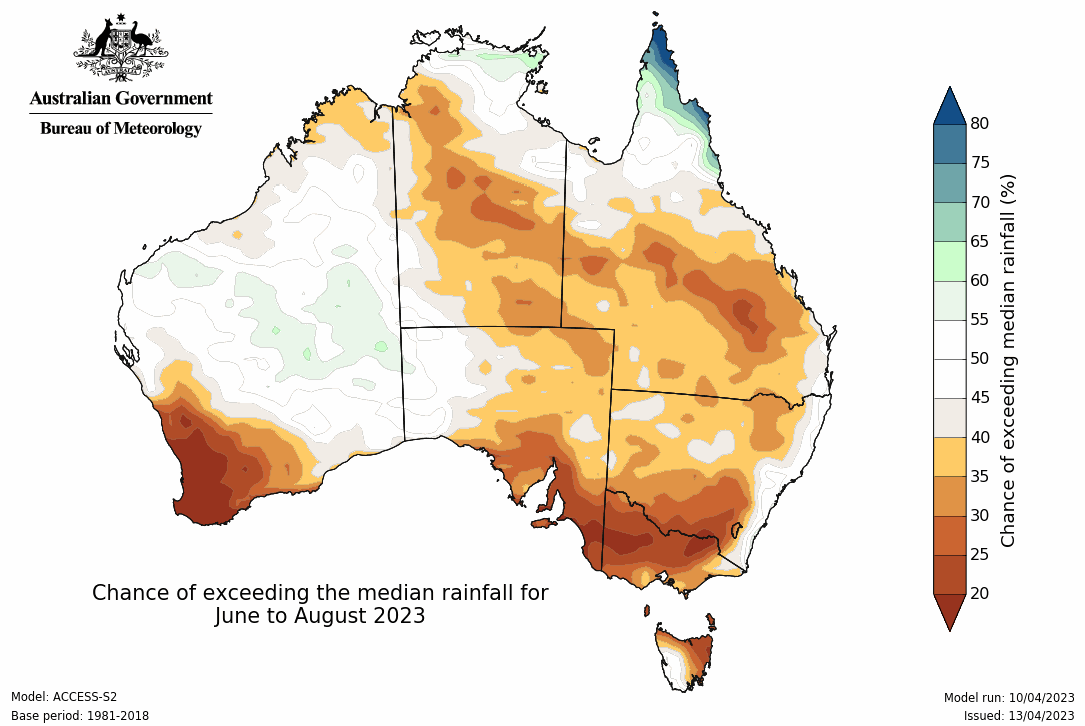 Australian Government
Bureau of Meteorology
80
75
70
65
60
55
50
45
40
35
30
25
20
Chance of exceeding median rainfall (%)
Chance of exceeding the median rainfall for
June to August 2023
Model: ACCESS-S2
Base period: 1981-2018
Model run: 10/04/2023
Issued: 13/04/2023